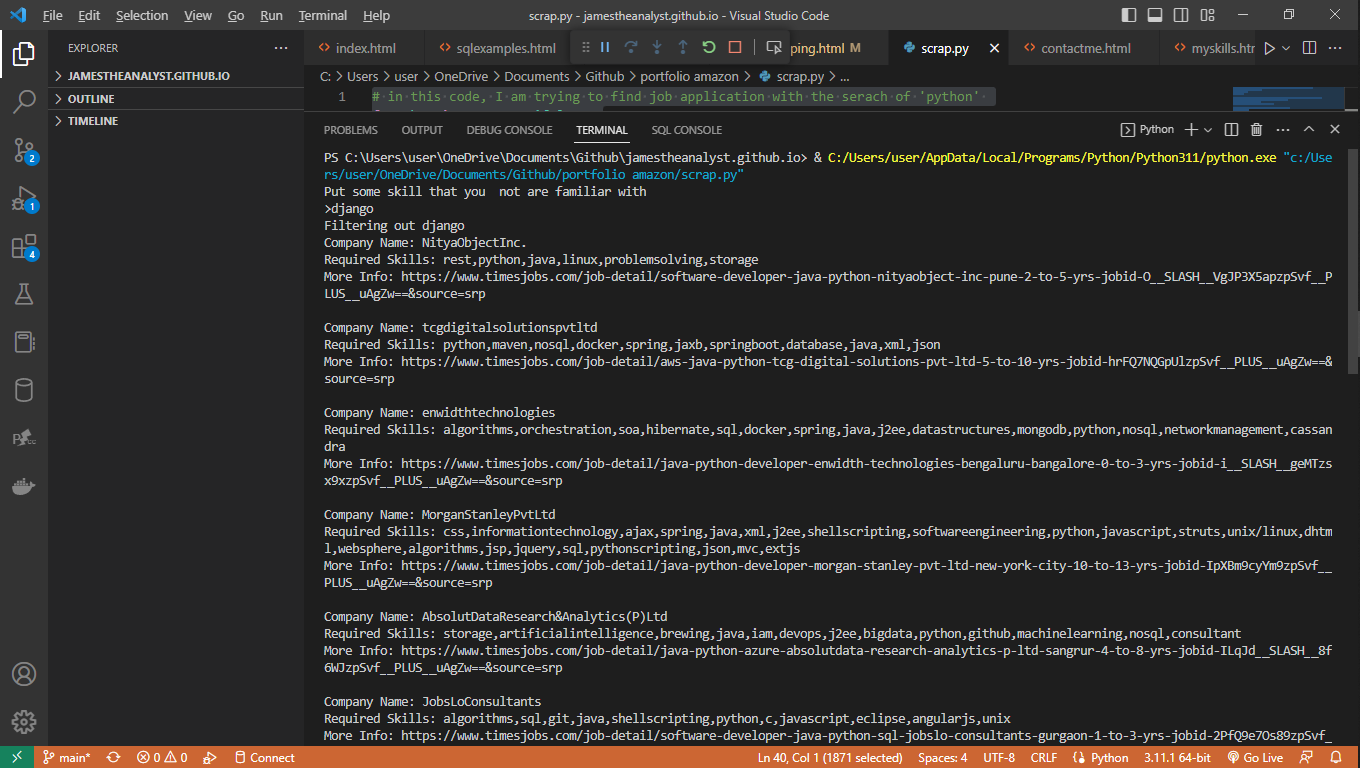 File Edit Selection View Go Run Terminal Help scrap.py - jamestheanalyst.github.io - Visual Studio Code
EXPLORER ···
JAMESTHEANALYST.GITHUB.IO
OUTLINE
TIMELINE
2
1
4
index.html sqlexamples.html ping.html M scrap.py contactme.html myskills.htm
C: > Users > user > OneDrive > Documents > Github > portfolio amazon > scrap.py > ...
1 # in this code, I am trying to find job application with the serach of 'python'
PROBLEMS OUTPUT DEBUG CONSOLE TERMINAL SQL CONSOLE Python
PS C:\Users\user\OneDrive\Documents\Github\jamestheanalyst.github.io> & C:/Users/user/AppData/Local/Programs/Python/Python311/python.exe "c:/Use
rs/user/OneDrive/Documents/Github/portfolio amazon/scrap.py"
Put some skill that you  not are familiar with
>django
Filtering out django
Company Name: NityaObjectInc.
Required Skills: rest,python,java,linux,problemsolving,storage
More Info: https://www.timesjobs.com/job-detail/software-developer-java-python-nityaobject-inc-pune-2-to-5-yrs-jobid-O__SLASH__VgJP3X5apzpSvf__P
LUS__uAgZw==&source=srp
Company Name: tcgdigitalsolutionspvtltd
Required Skills: python,maven,nosql,docker,spring,jaxb,springboot,database,java,xml,json
More Info: https://www.timesjobs.com/job-detail/aws-java-python-tcg-digital-solutions-pvt-ltd-5-to-10-yrs-jobid-hrFQ7NQGpUlzpSvf__PLUS__uAgZw==&
source=srp
Company Name: enwidthtechnologies
Required Skills: algorithms,orchestration,soa,hibernate,sql,docker,spring,java,j2ee,datastructures,mongodb,python,nosql,networkmanagement,cassan
dra
More Info: https://www.timesjobs.com/job-detail/java-python-developer-enwidth-technologies-bengaluru-bangalore-0-to-3-yrs-jobid-i__SLASH__geMTzs
x9xzpSvf__PLUS__uAgZw==&source=srp
Company Name: MorganStanleyPvtLtd
Required Skills: css,informationtechnology,ajax,spring,java,xml,j2ee,shellscripting,softwareengineering,python,javascript,struts,unix/linux,dhtm
l,websphere,algorithms,jsp,jquery,sql,pythonscripting,json,mvc,extjs
More Info: https://www.timesjobs.com/job-detail/java-python-developer-morgan-stanley-pvt-ltd-new-york-city-10-to-13-yrs-jobid-IpXBm9cyYm9zpSvf__
PLUS__uAgZw==&source=srp
Company Name: AbsolutDataResearch&Analytics(P)Ltd
Required Skills: storage,artificialintelligence,brewing,java,iam,devops,j2ee,bigdata,python,github,machinelearning,nosql,consultant
More Info: https://www.timesjobs.com/job-detail/java-python-azure-absolutdata-research-analytics-p-ltd-sangrur-4-to-8-yrs-jobid-ILqJd__SLASH__8f
6WJzpSvf__PLUS__uAgZw==&source=srp
Company Name: JobsLoConsultants
Required Skills: algorithms,sql,git,java,shellscripting,python,c,javascript,eclipse,angularjs,unix
More Info: https://www.timesjobs.com/job-detail/software-developer-java-python-sql-jobslo-consultants-gurgaon-1-to-3-yrs-jobid-2PfQ9e7Os89zpSvf_
main* 0 0 Connect Ln 40, Col 1 (1871 selected) Spaces: 4 UTF-8 CRLF Python 3.11.1 64-bit Go Live